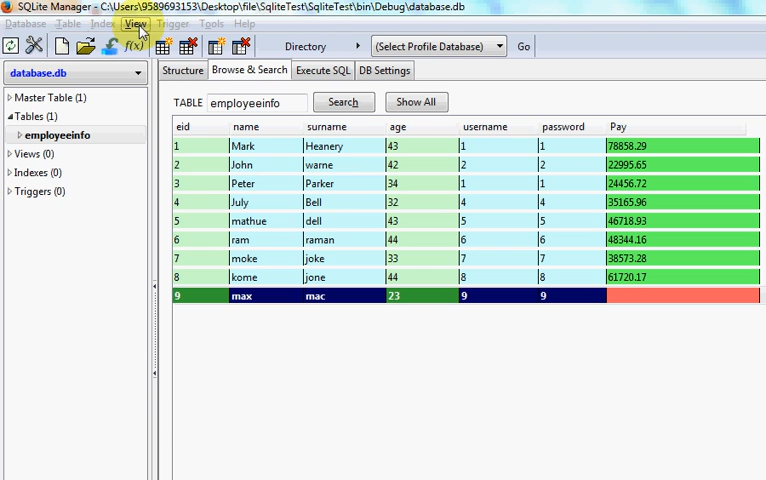 SQLite Manager - C:\Users\9589693153\Desktop\file\SqliteTest\SqliteTest\bin\Debug\database.db
Database Table Index View Trigger Tools Help
f(x) Directory (Select Profile Database) Go
database.db
Master Table (1)
Tables (1)
employeeinfo
Views (0)
Indexes (0)
Triggers (0)
Structure Browse & Search Execute SQL DB Settings
TABLE employeeinfo Search Show All
eid name surname age username password Pay
1 Mark Heanery 43 1 1 78858.29
2 John warne 42 2 2 22995.65
3 Peter Parker 34 1 1 24456.72
4 July Bell 32 4 4 35165.96
5 mathue dell 43 5 5 46718.93
6 ram raman 44 6 6 48344.16
7 moke joke 33 7 7 38573.28
8 kome jone 44 8 8 61720.17
9 max mac 23 9 9